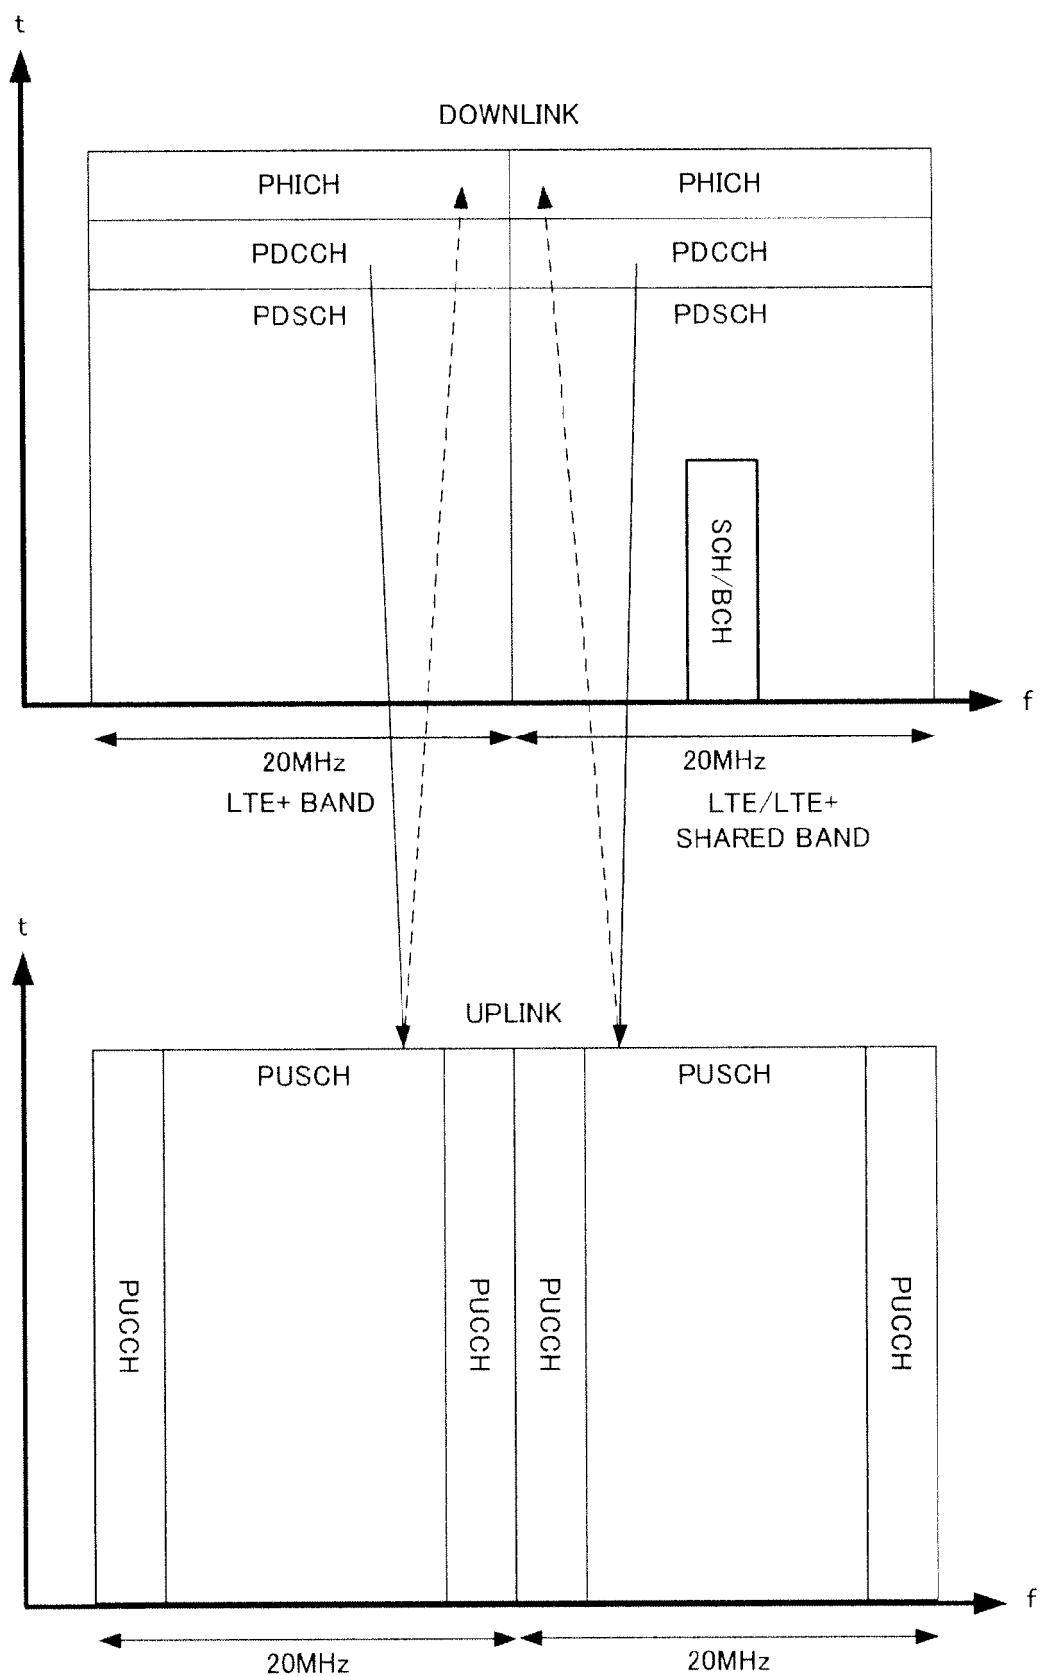 t
DOWNLINK
PHICH PHICH
PDCCH PDCCH
PDSCH PDSCH
SCH/BCH
f
20MHz 20MHz
LTE+ BAND LTE/LTE+
SHARED BAND
t
UPLINK
PUSCH PUSCH
PUCCH PUCCH PUCCH PUCCH
f
20MHz 20MHz